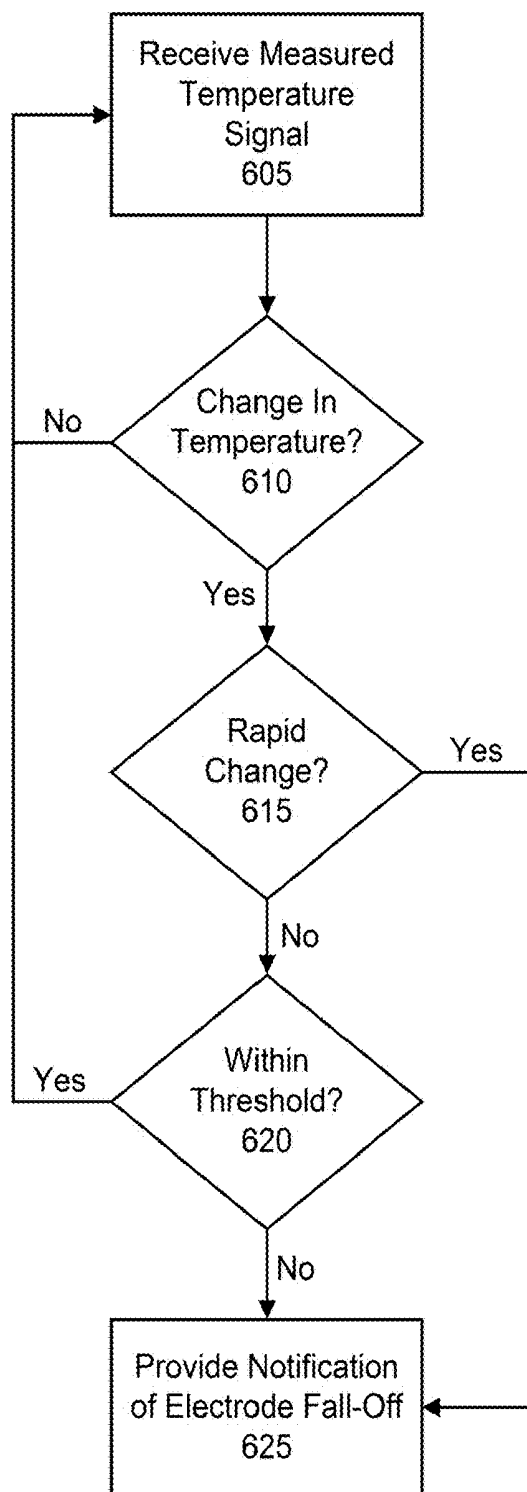 Receive Measured
Temperature
Signal
605
No
Change In
Temperature?
610
Yes
Rapid
Change?
615
Yes
No
Within
Threshold?
620
Yes
No
Provide Notification
of Electrode Fall-Off
625